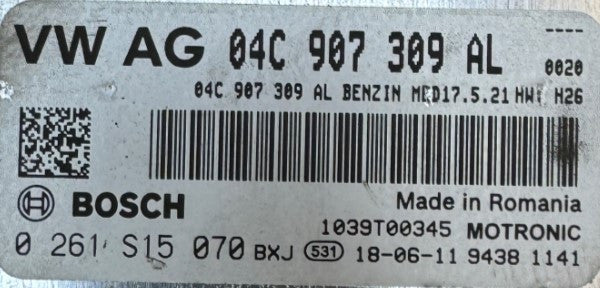 VW AG 04C 907 309 AL ----
0020
04C 907 309 AL BENZIN MED17.5.21 HW: H26
BOSCH
Made in Romania
1039T00345 MOTRONIC
0 261 S15 070 BXJ 531 18-06-11 9438 1141